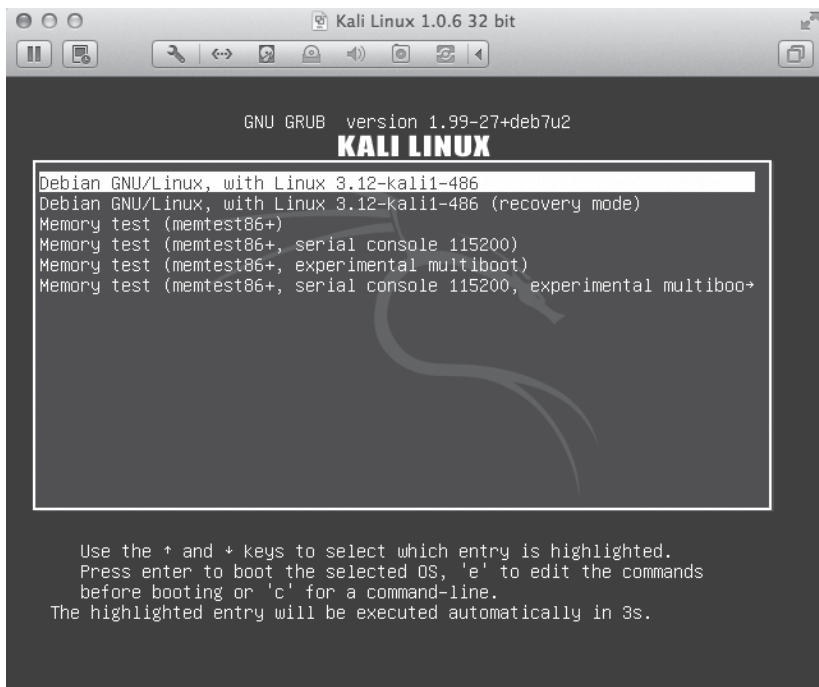 Kali Linux 1.0.6 32 bit
GNU GRUB version 1.99-27+deb7u2
KALI LINUX
Debian GNU/Linux, with Linux 3.12-kali1-486
Debian GNU/Linux, with Linux 3.12-kali1-486 (recovery mode)
Memory test (memtest86+)
Memory test (memtest86+, serial console 115200)
Memory test (memtest86+, experimental multiboot)
Memory test (memtest86+, serial console 115200, experimental multiboo→
Use the ↑ and ↓ keys to select which entry is highlighted.
Press enter to boot the selected OS, 'e' to edit the commands
before booting or 'c' for a command-line.
The highlighted entry will be executed automatically in 3s.